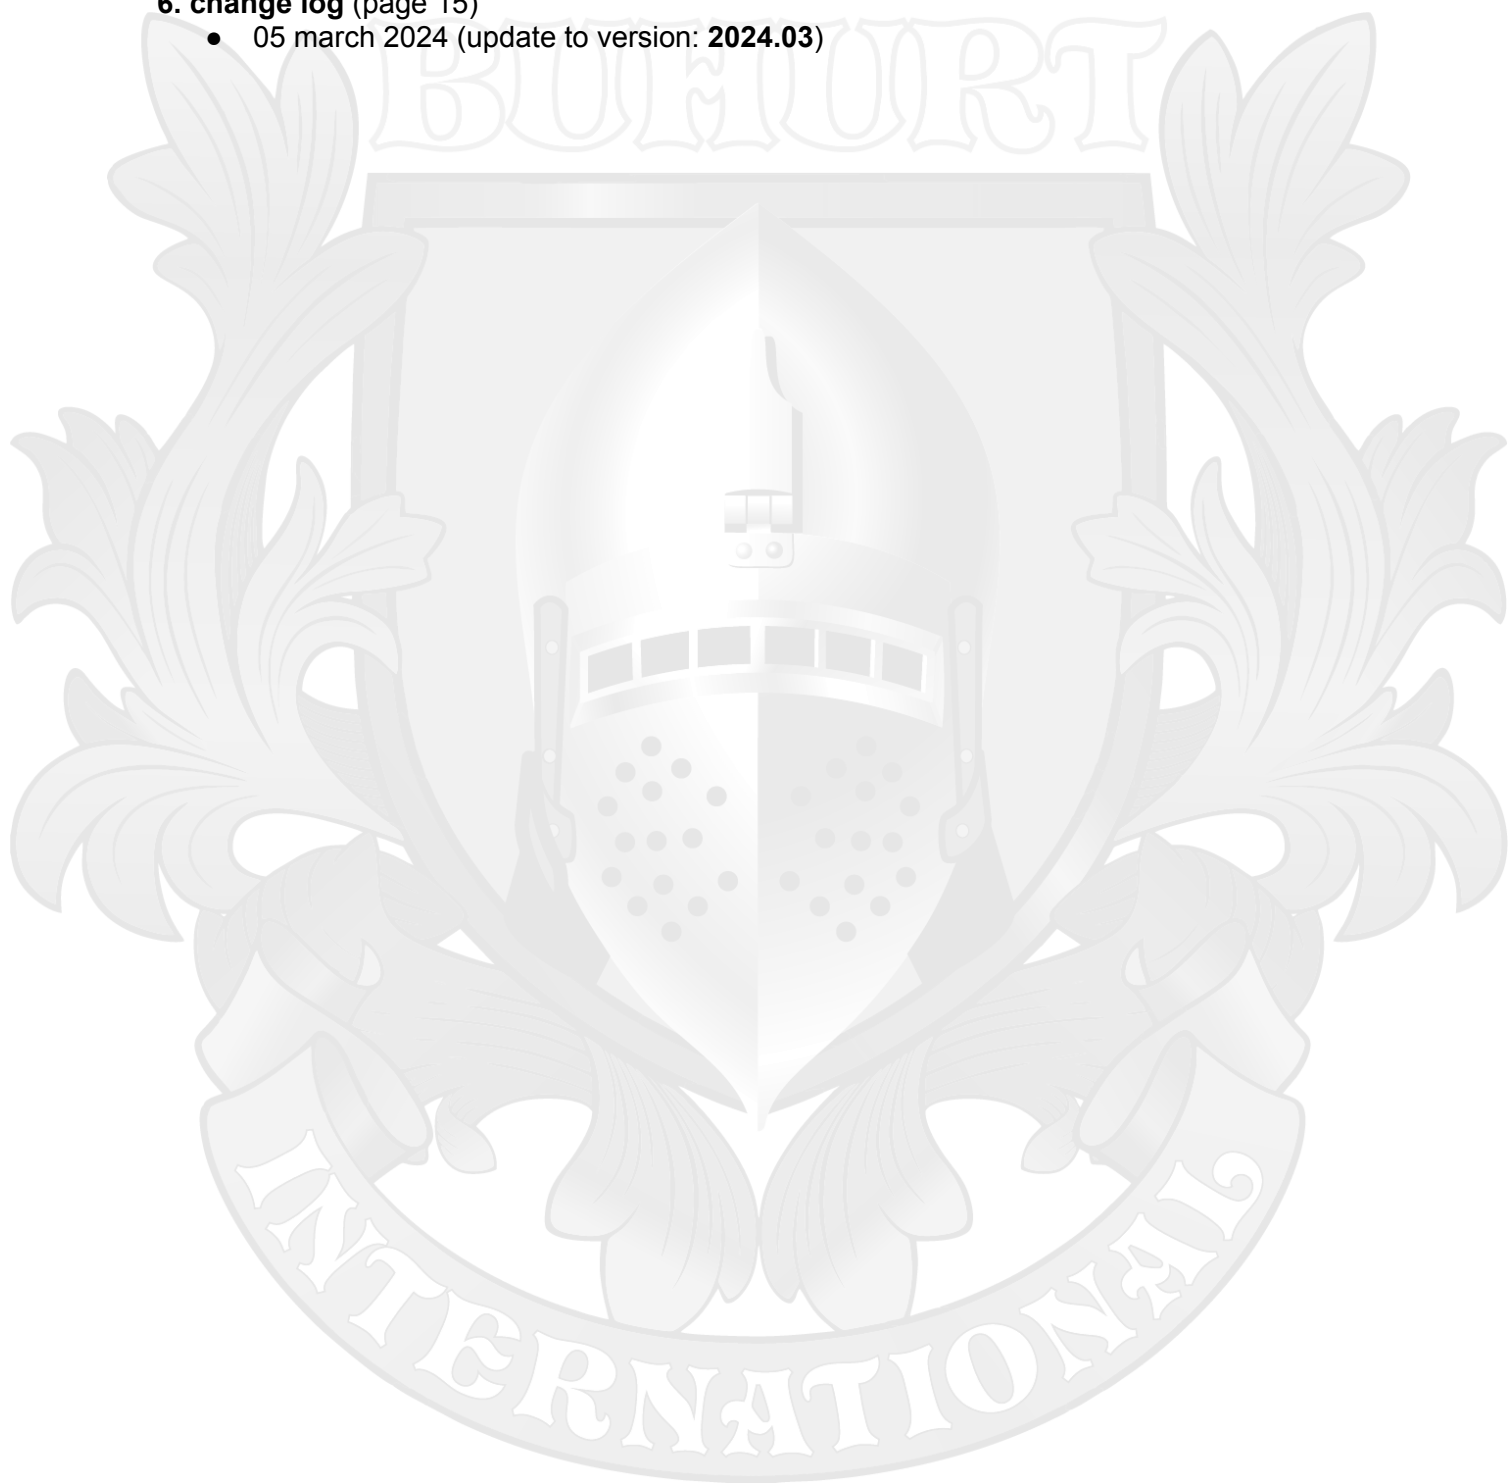 6. change log (page 15)
● 05 march 2024 (update to version: 2024.03)
BUHURT
INTERNATIONAL